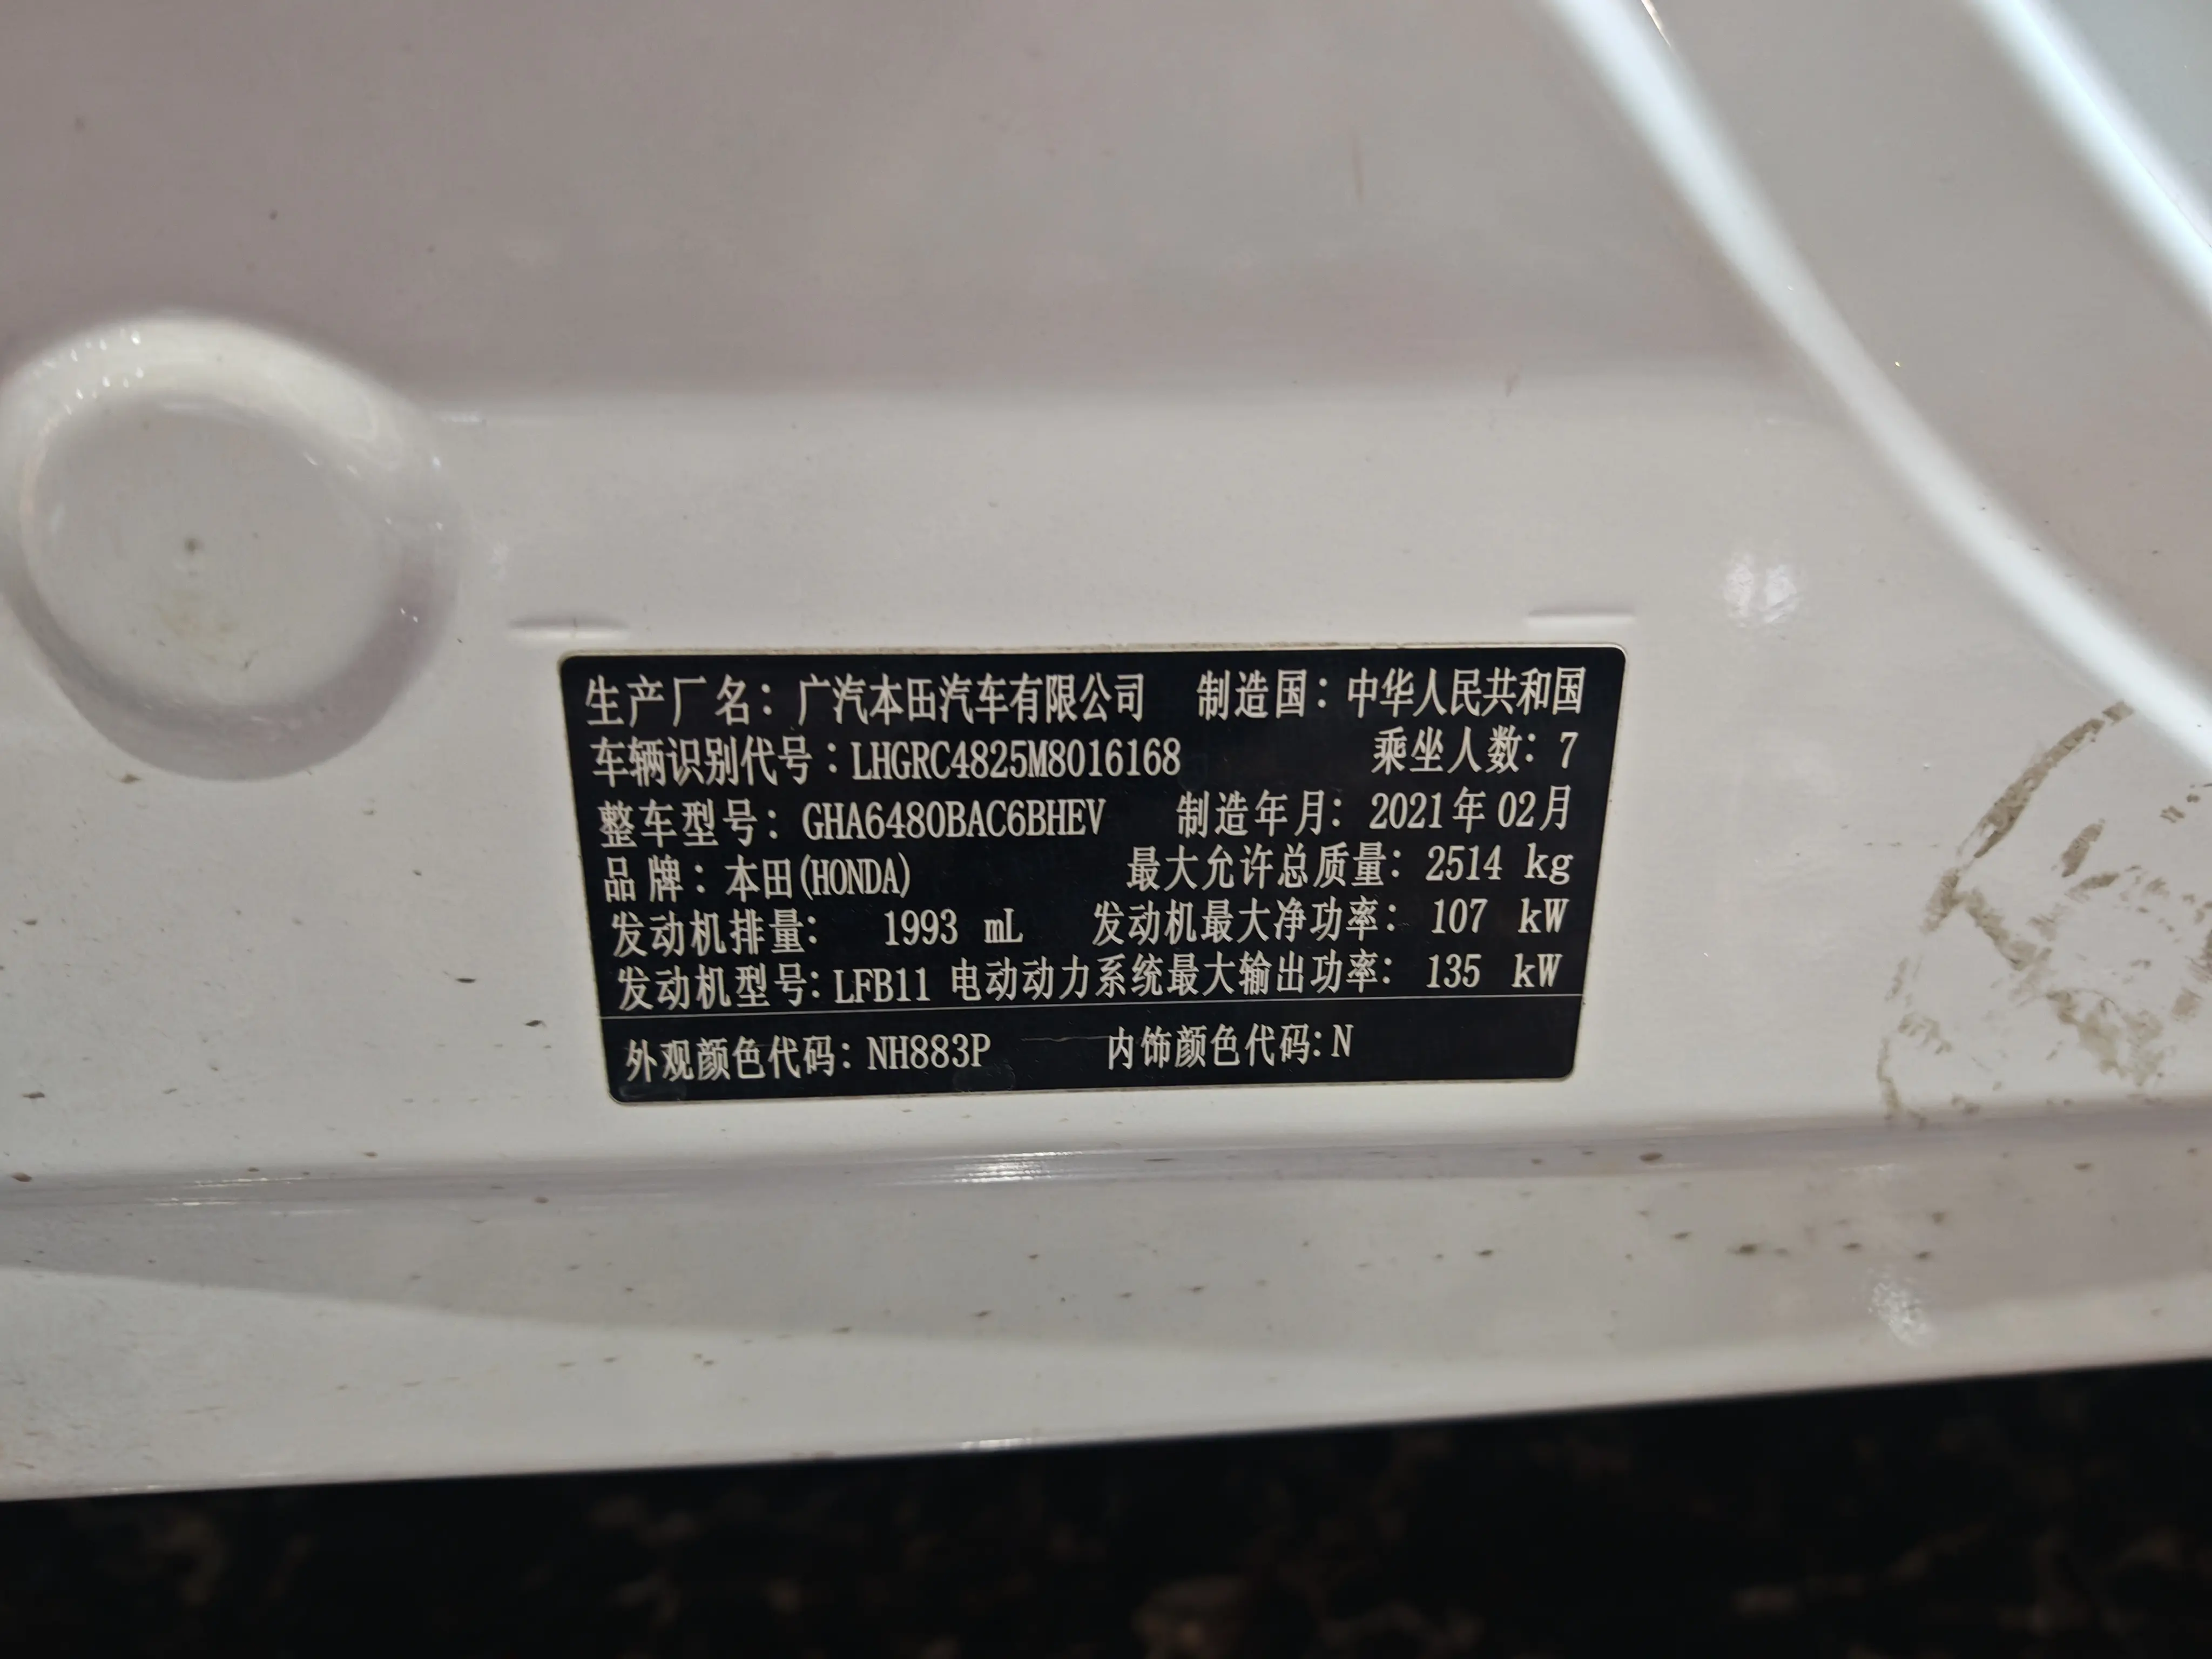 生产厂名：广汽本田汽车有限公司 制造国：中华人民共和国
车辆识别代号：LHGRC4825M8016168 乘坐人数：7
整车型号：GHA6480BAC6BHEV 制造年月：2021年02月
品牌：本田(HONDA) 最大允许总质量：2514 kg
发动机排量： 1993 mL 发动机最大净功率：107 kW
发动机型号：LFB11 电动动力系统最大输出功率：135 kW
外观颜色代码：NH883P 内饰颜色代码：N